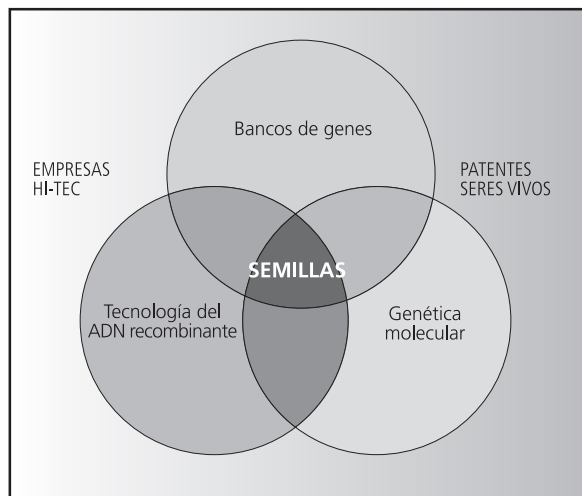 Bancos de genes
EMPRESAS
HI-TEC
PATENTES
SERES VIVOS
SEMILLAS
Tecnología del
ADN recombinante
Genética
molecular